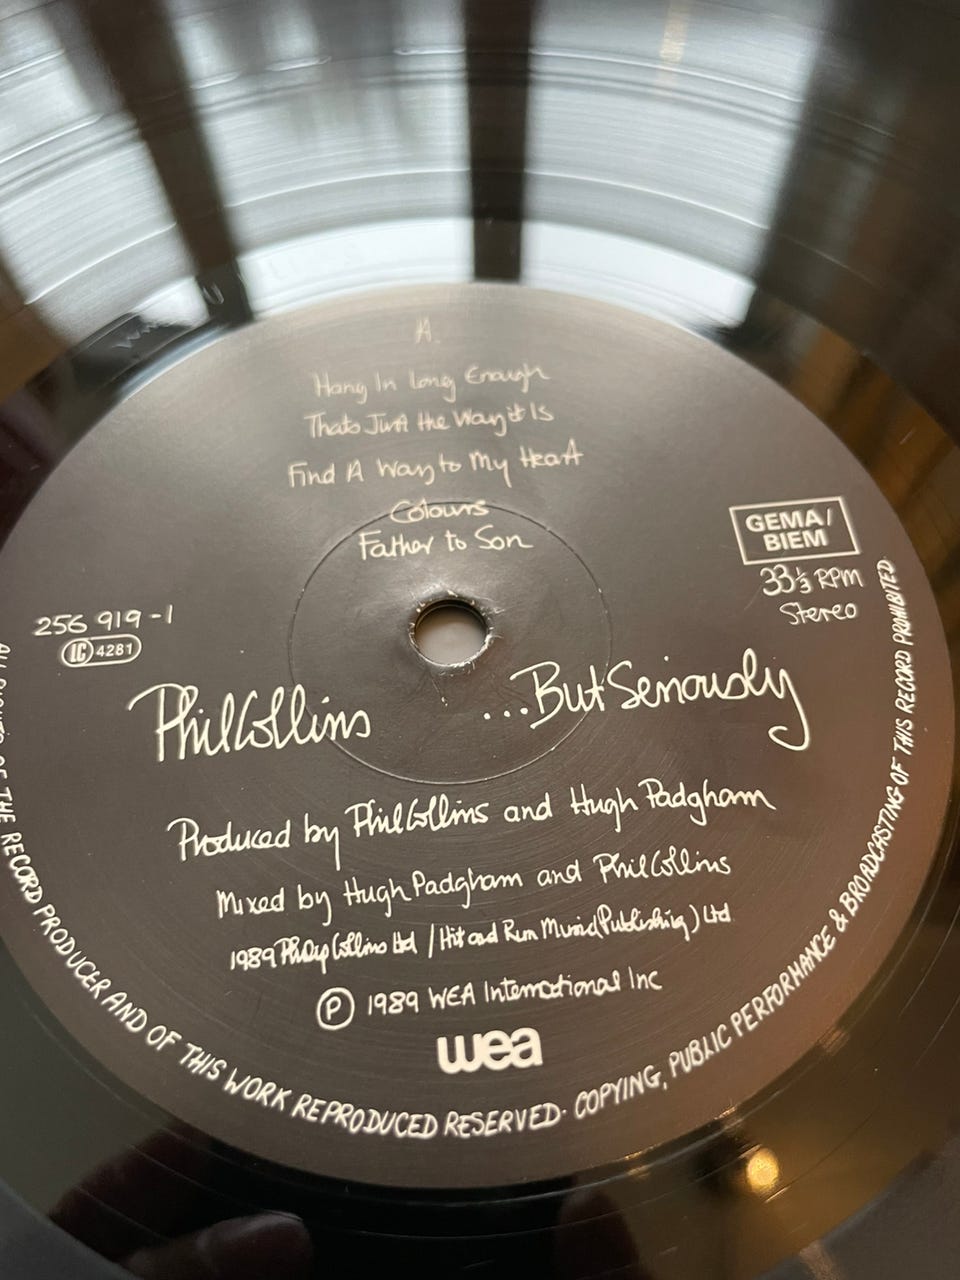 A.
Hang In Long Enough
Thats Just the Way it Is
Find A Way to My Heart
Colours
Father to Son
GEMA/
BIEM
33⅓ RPM
Stereo
256 919-1
LC 4281
Phil Collins
...But Seriously
Produced by Phil Collins and Hugh Padgham
Mixed by Hugh Padgham and Phil Collins
1989 Philip Collins Ltd / Hit and Run Music (Publishing) Ltd
Ⓟ 1989 WEA International Inc
wea
ALL RIGHTS OF THE RECORD PRODUCER AND OF THIS WORK REPRODUCED RESERVED· COPYING, PUBLIC PERFORMANCE & BROADCASTING OF THIS RECORD PROHIBITED